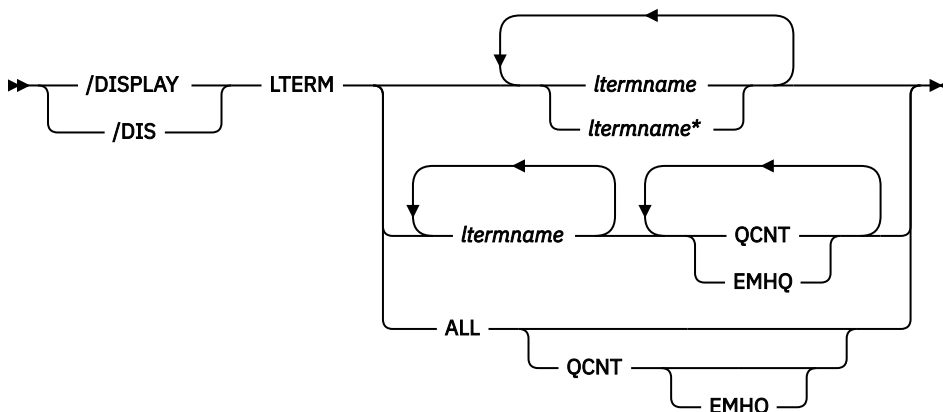 /DISPLAY
/DIS
LTERM
ltermname
ltermname*
ltermname
QCNT
EMHQ
ALL
QCNT
EMHQ